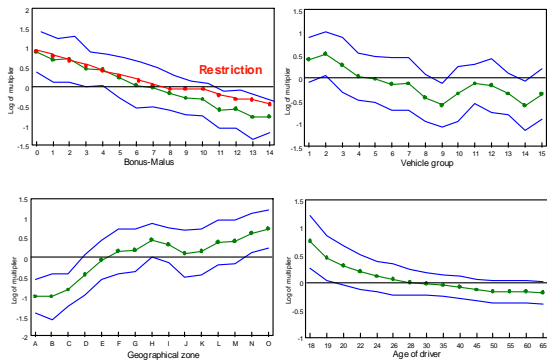 2
1.5
1
0.5
0
-0.5
-1
-1.5
Log of multiplier
Restriction
0 1 2 3 4 5 6 7 8 9 10 11 12 13 14
Bonus-Malus
1.5
1
0.5
0
-0.5
-1
-1.5
Log of multiplier
1 2 3 4 5 6 7 8 9 10 11 12 13 14 15
Vehicle group
1.5
1
0.5
0
-0.5
-1
-1.5
-2
Log of multiplier
A B C D E F G H I J K L M N O
Geographical zone
1.5
1
0.5
0
-0.5
-1
Log of multiplier
18 19 20 22 24 26 28 30 35 40 45 50 55 60 65
Age of driver